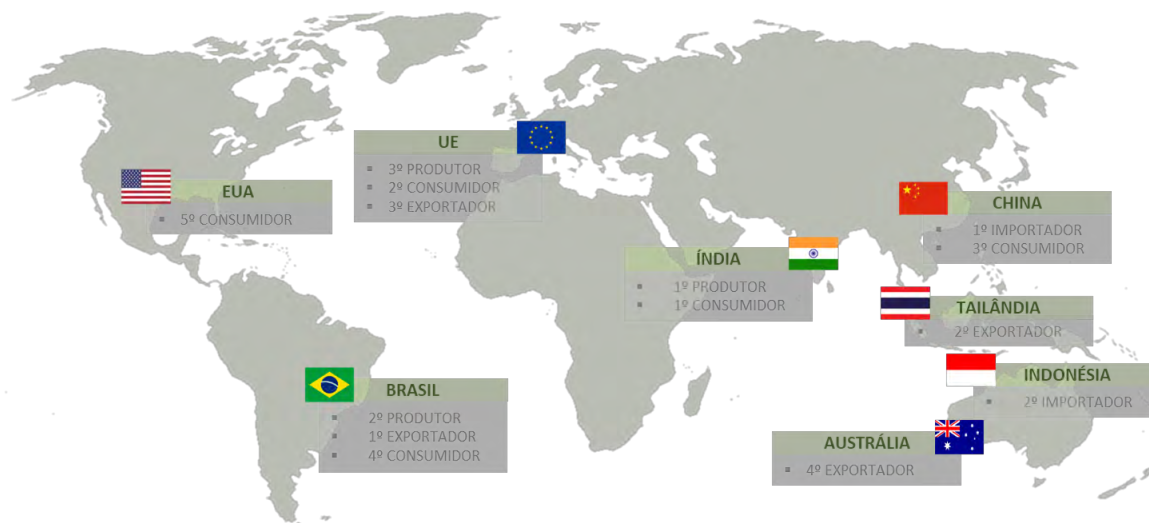 UE
3º PRODUTOR
2º CONSUMIDOR
3º EXPORTADOR
EUA
5º CONSUMIDOR
CHINA
1º IMPORTADOR
3º CONSUMIDOR
ÍNDIA
1º PRODUTOR
1º CONSUMIDOR
TAILÂNDIA
2º EXPORTADOR
INDONÉSIA
2º IMPORTADOR
BRASIL
2º PRODUTOR
1º EXPORTADOR
4º CONSUMIDOR
AUSTRÁLIA
4º EXPORTADOR